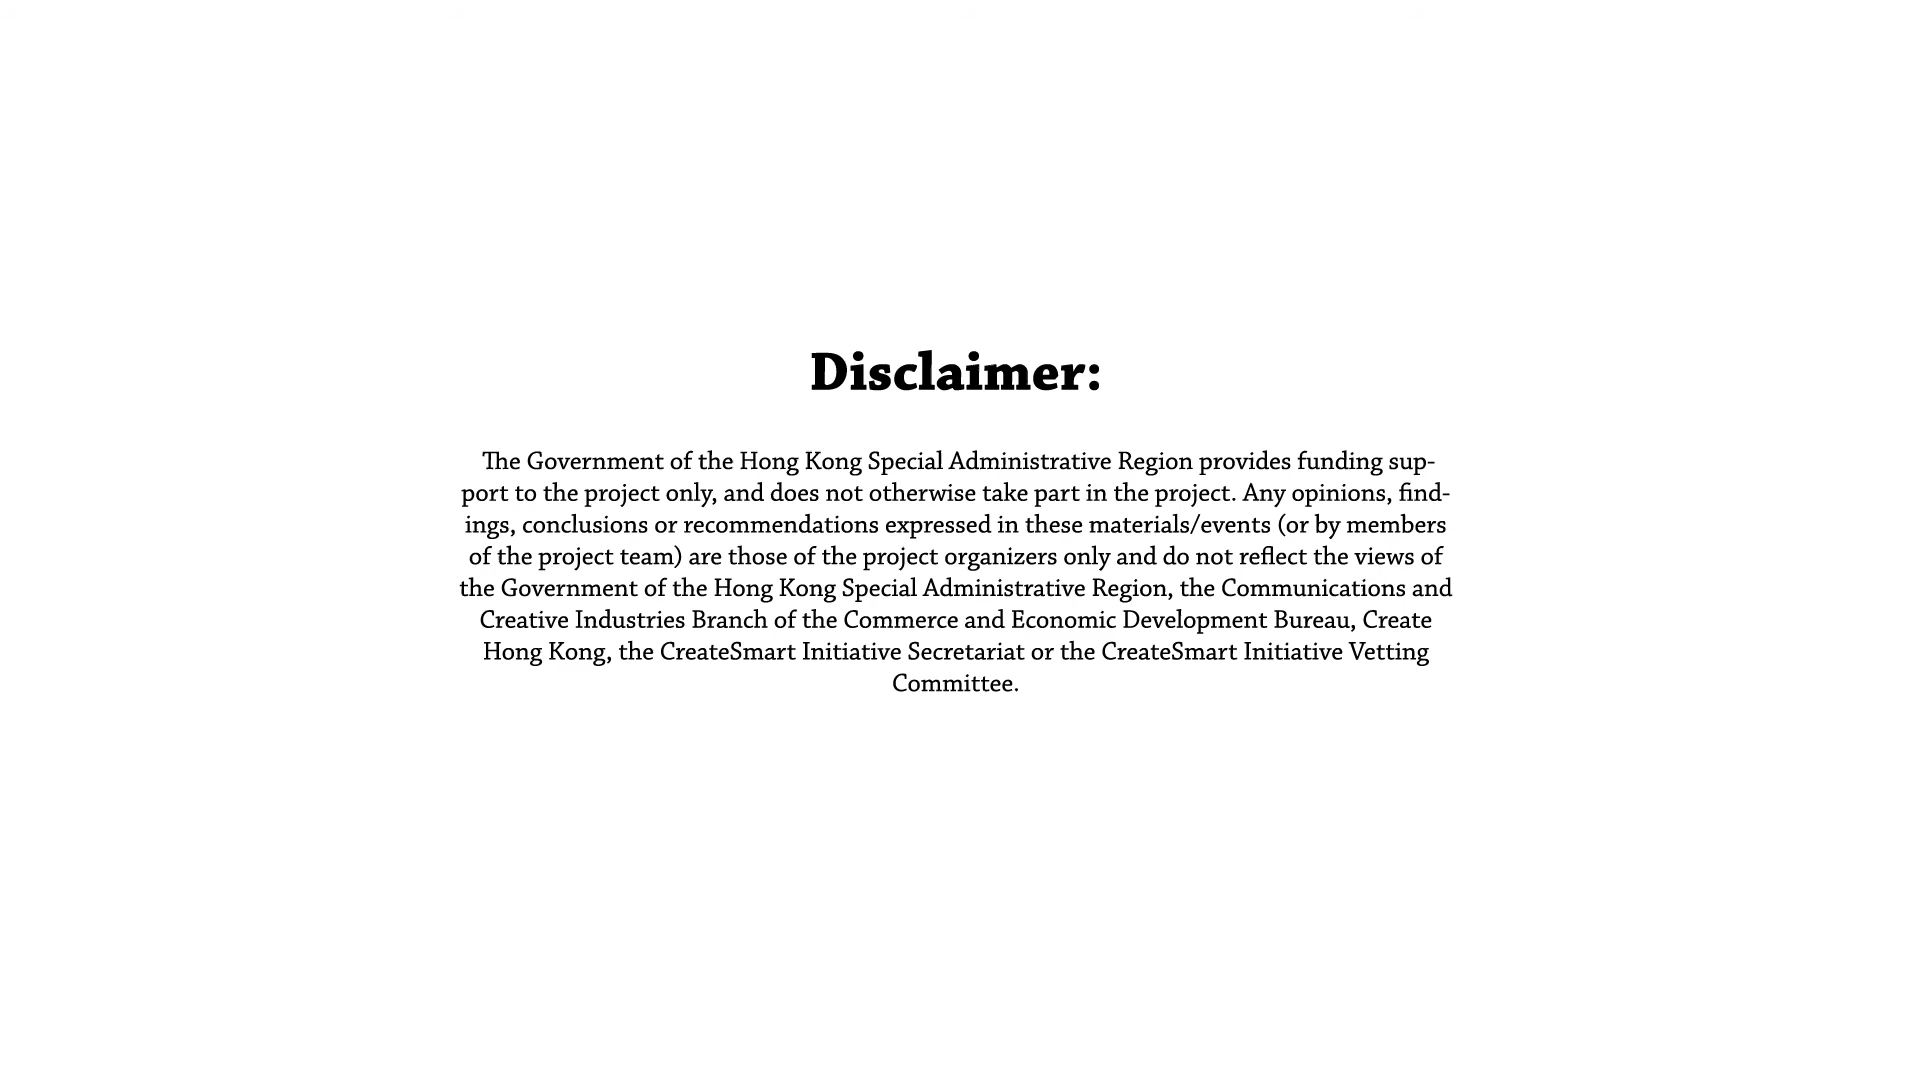 Disclaimer:
The Government of the Hong Kong Special Administrative Region provides funding sup-
port to the project only, and does not otherwise take part in the project. Any opinions, find-
ings, conclusions or recommendations expressed in these materials/events (or by members
of the project team) are those of the project organizers only and do not reflect the views of
the Government of the Hong Kong Special Administrative Region, the Communications and
Creative Industries Branch of the Commerce and Economic Development Bureau, Create
Hong Kong, the CreateSmart Initiative Secretariat or the CreateSmart Initiative Vetting
Committee.